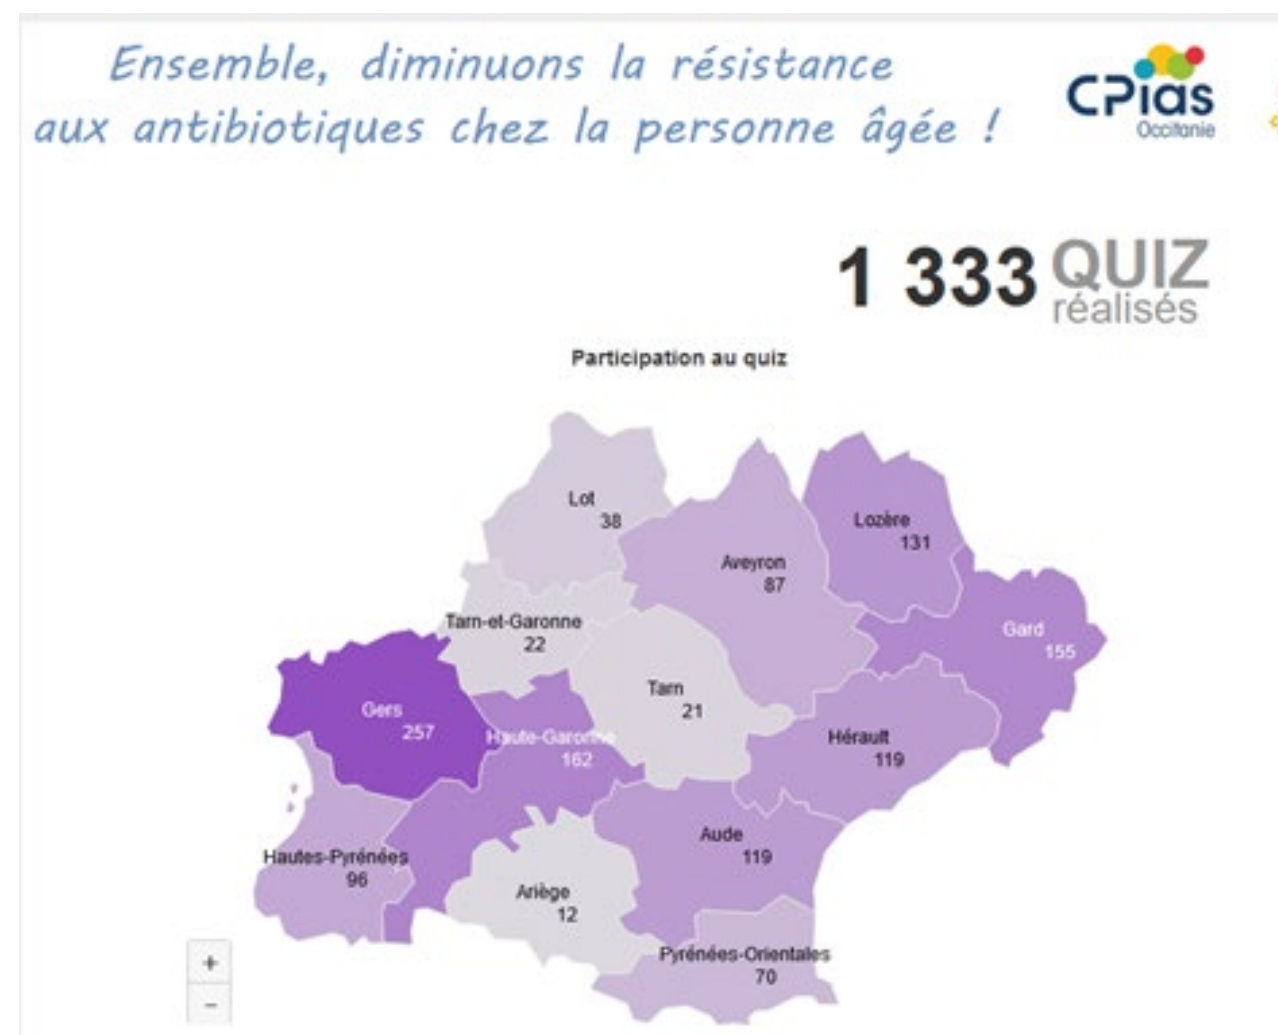 Ensemble, diminuons la résistance
aux antibiotiques chez la personne âgée !
CPias
Occitanie
1 333 QUIZ
réalisés
Participation au quiz
Lot
38
Lozère
131
Aveyron
87
Tarn-et-Garonne
22
Gard
155
Tarn
21
Gers
257
Haute-Garonne
162
Hérault
119
Aude
119
Hautes-Pyrénées
96
Ariège
12
Pyrénées-Orientales
70
+
−